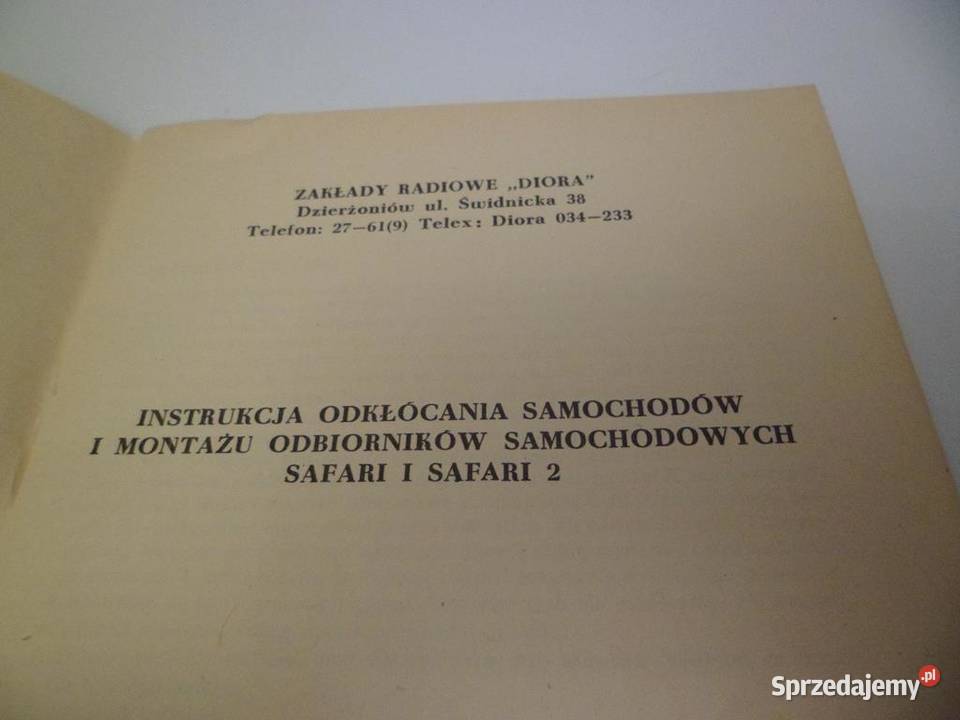 ZAKŁADY RADIOWE „DIORA"
Dzierżoniów ul. Świdnicka 38
Telefon: 27—61(9) Telex: Diora 034—233
INSTRUKCJA ODKŁÓCANIA SAMOCHODÓW
I MONTAŻU ODBIORNIKÓW SAMOCHODOWYCH
SAFARI I SAFARI 2
Sprzedajemy.pl